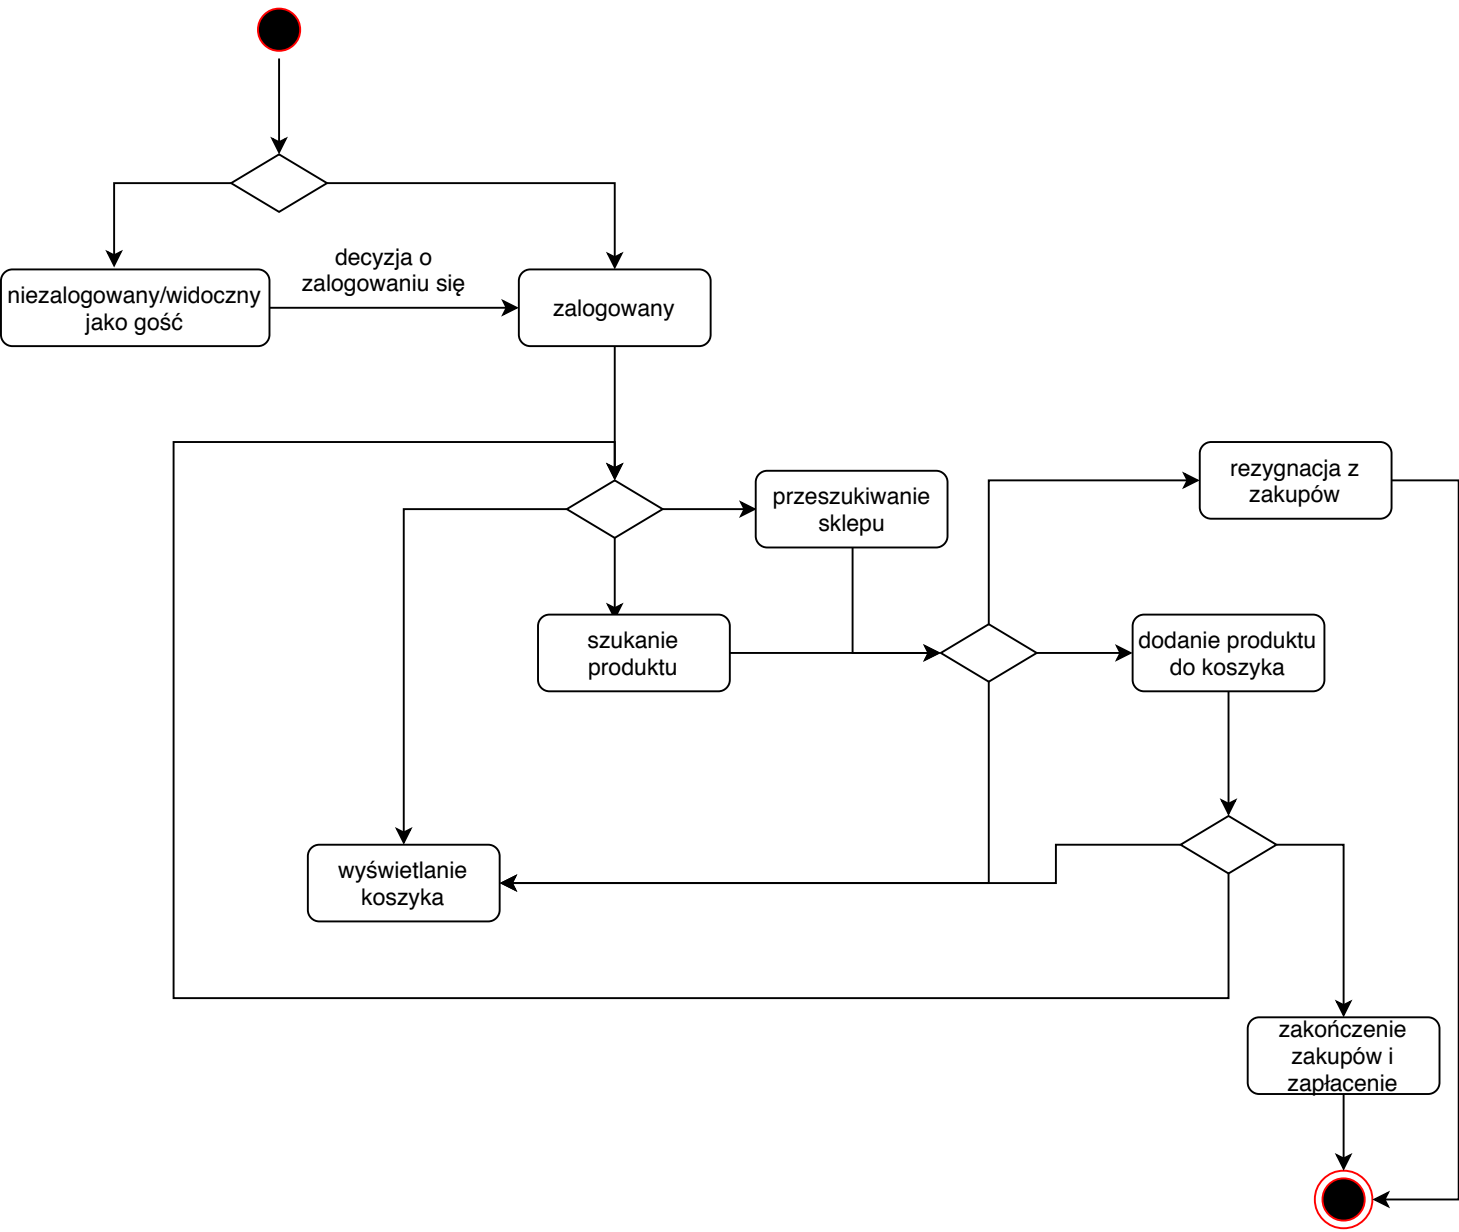 decyzja o
zalogowaniu się
niezalogowany/widoczny
jako gość
zalogowany
przeszukiwanie
sklepu
rezygnacja z
zakupów
szukanie
produktu
dodanie produktu
do koszyka
wyświetlanie
koszyka
zakończenie
zakupów i
zapłacenie